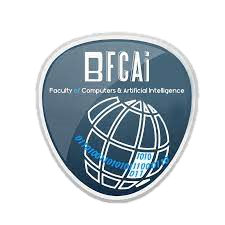 BFCAi
Faculty of Computers & Artificial Intelligence